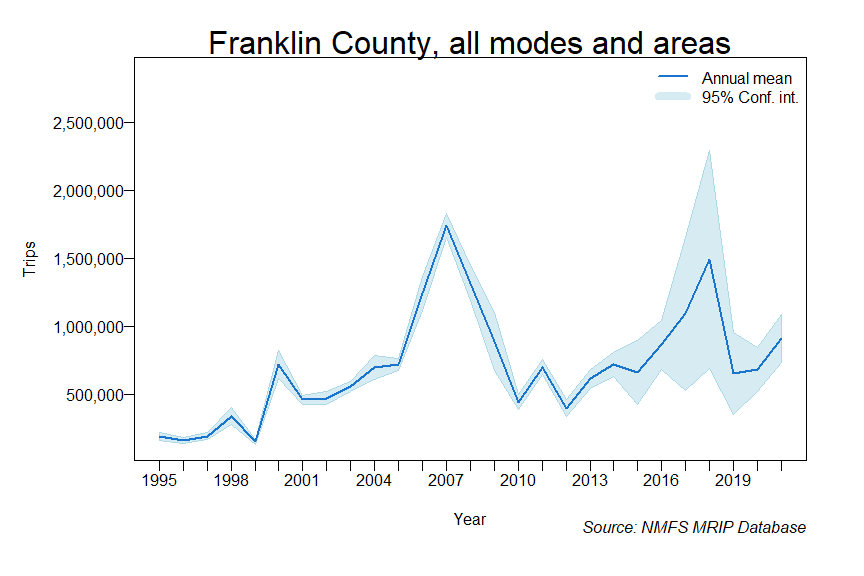 Franklin County, all modes and areas
Annual mean
95% Conf. int.
2,500,000
2,000,000
1,500,000
1,000,000
500,000
Trips
1995 1998 2001 2004 2007 2010 2013 2016 2019
Year
Source: NMFS MRIP Database